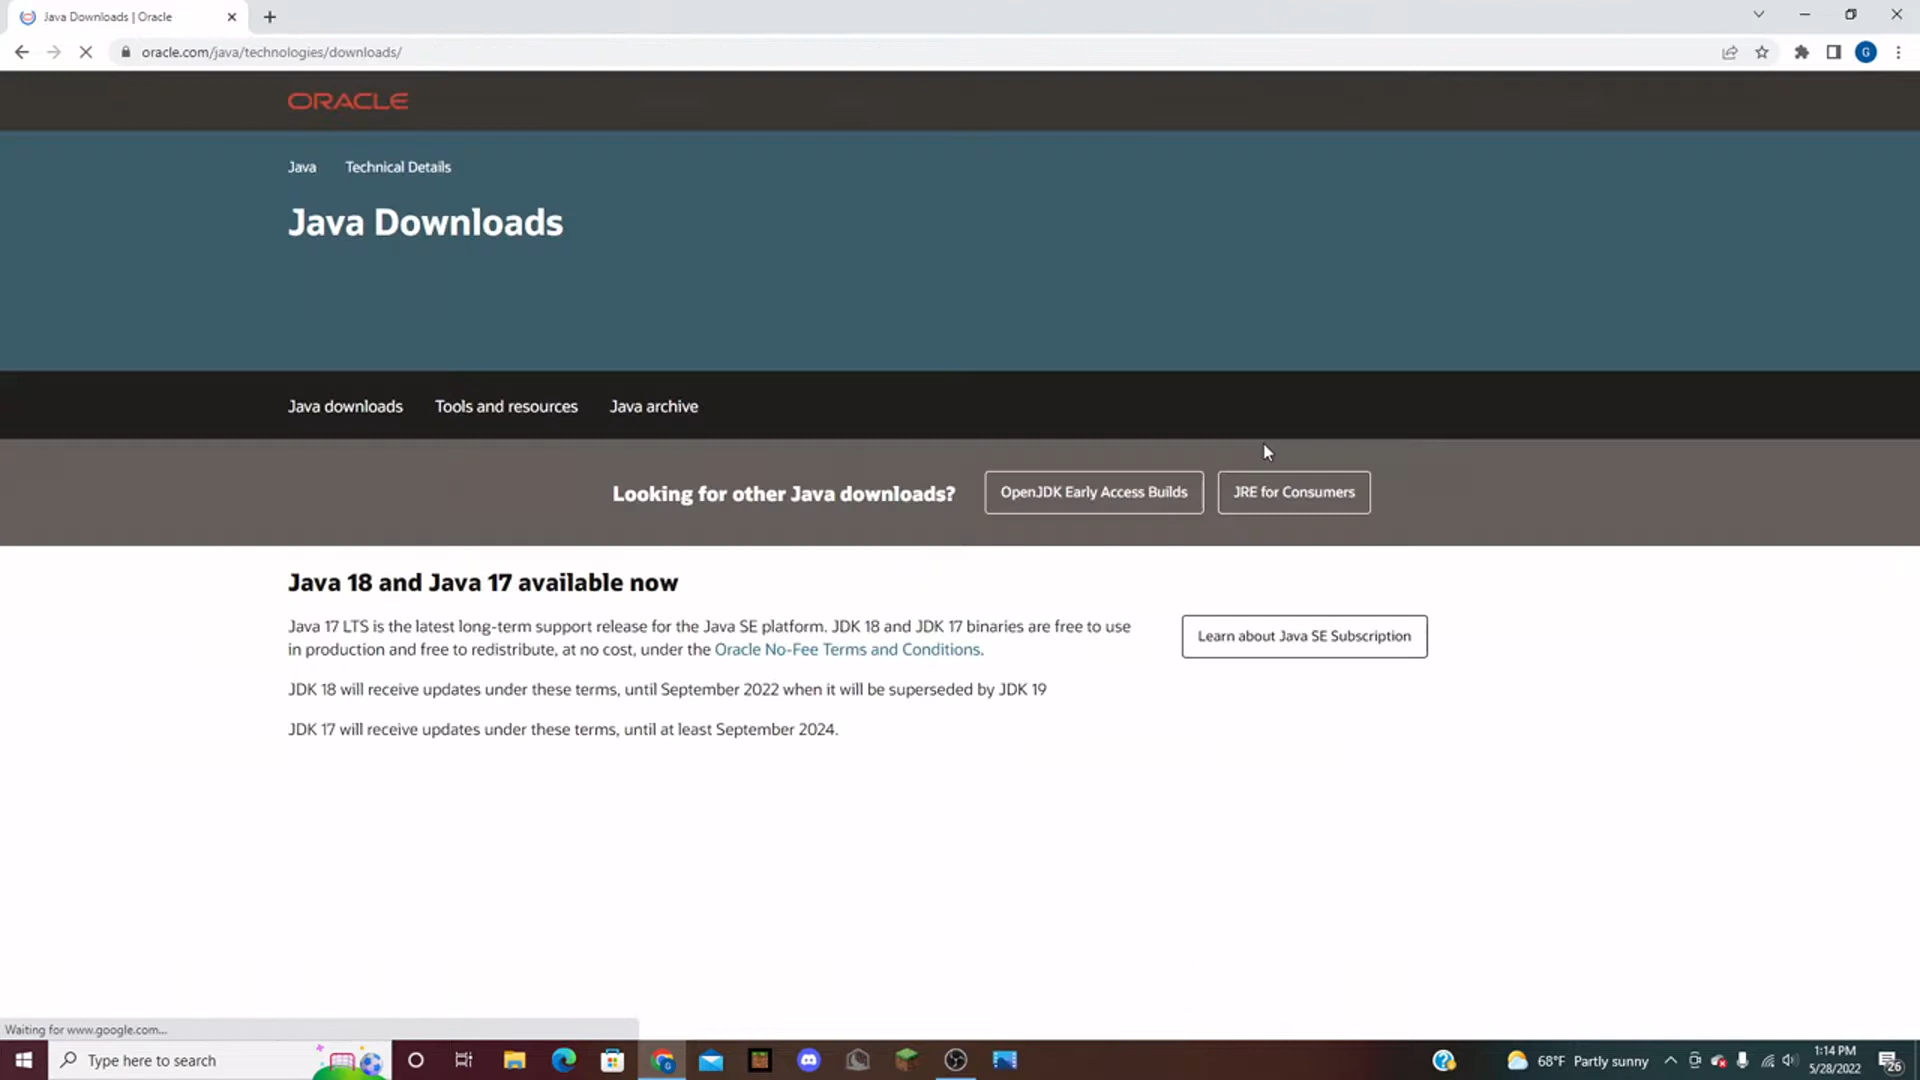 Java Downloads | Oracle
oracle.com/java/technologies/downloads/
G
ORACLE
Java Technical Details
Java Downloads
Java downloads Tools and resources Java archive
Looking for other Java downloads? OpenJDK Early Access Builds JRE for Consumers
Java 18 and Java 17 available now
Java 17 LTS is the latest long-term support release for the Java SE platform. JDK 18 and JDK 17 binaries are free to use
in production and free to redistribute, at no cost, under the Oracle No-Fee Terms and Conditions.
Learn about Java SE Subscription
JDK 18 will receive updates under these terms, until September 2022 when it will be superseded by JDK 19
JDK 17 will receive updates under these terms, until at least September 2024.
Waiting for www.google.com...
Type here to search
68°F Partly sunny
1:14 PM
5/28/2022
26